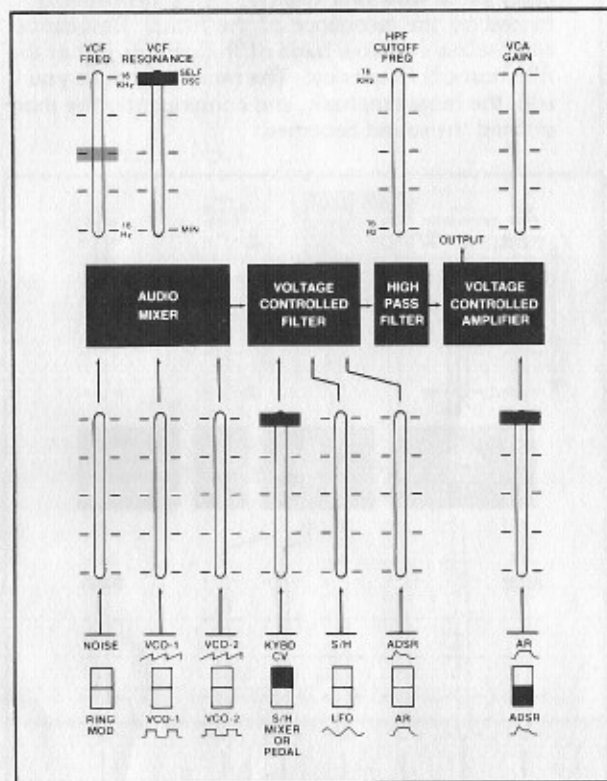 VCF FREQ.
VCF RESONANCE
HPF CUTOFF FREQ
VCA GAIN
16 KHz
SELF OSC
16 KHz
16 Hz
MIN
16 Hz
OUTPUT
AUDIO MIXER
VOLTAGE CONTROLLED FILTER
HIGH PASS FILTER
VOLTAGE CONTROLLED AMPLIFIER
NOISE
VCO-1
VCO-2
KYBD CV
S/H
ADSR
AR
RING MOD
VCO-1
VCO-2
S/H MIXER OR PEDAL
LFO
AR
ADSR